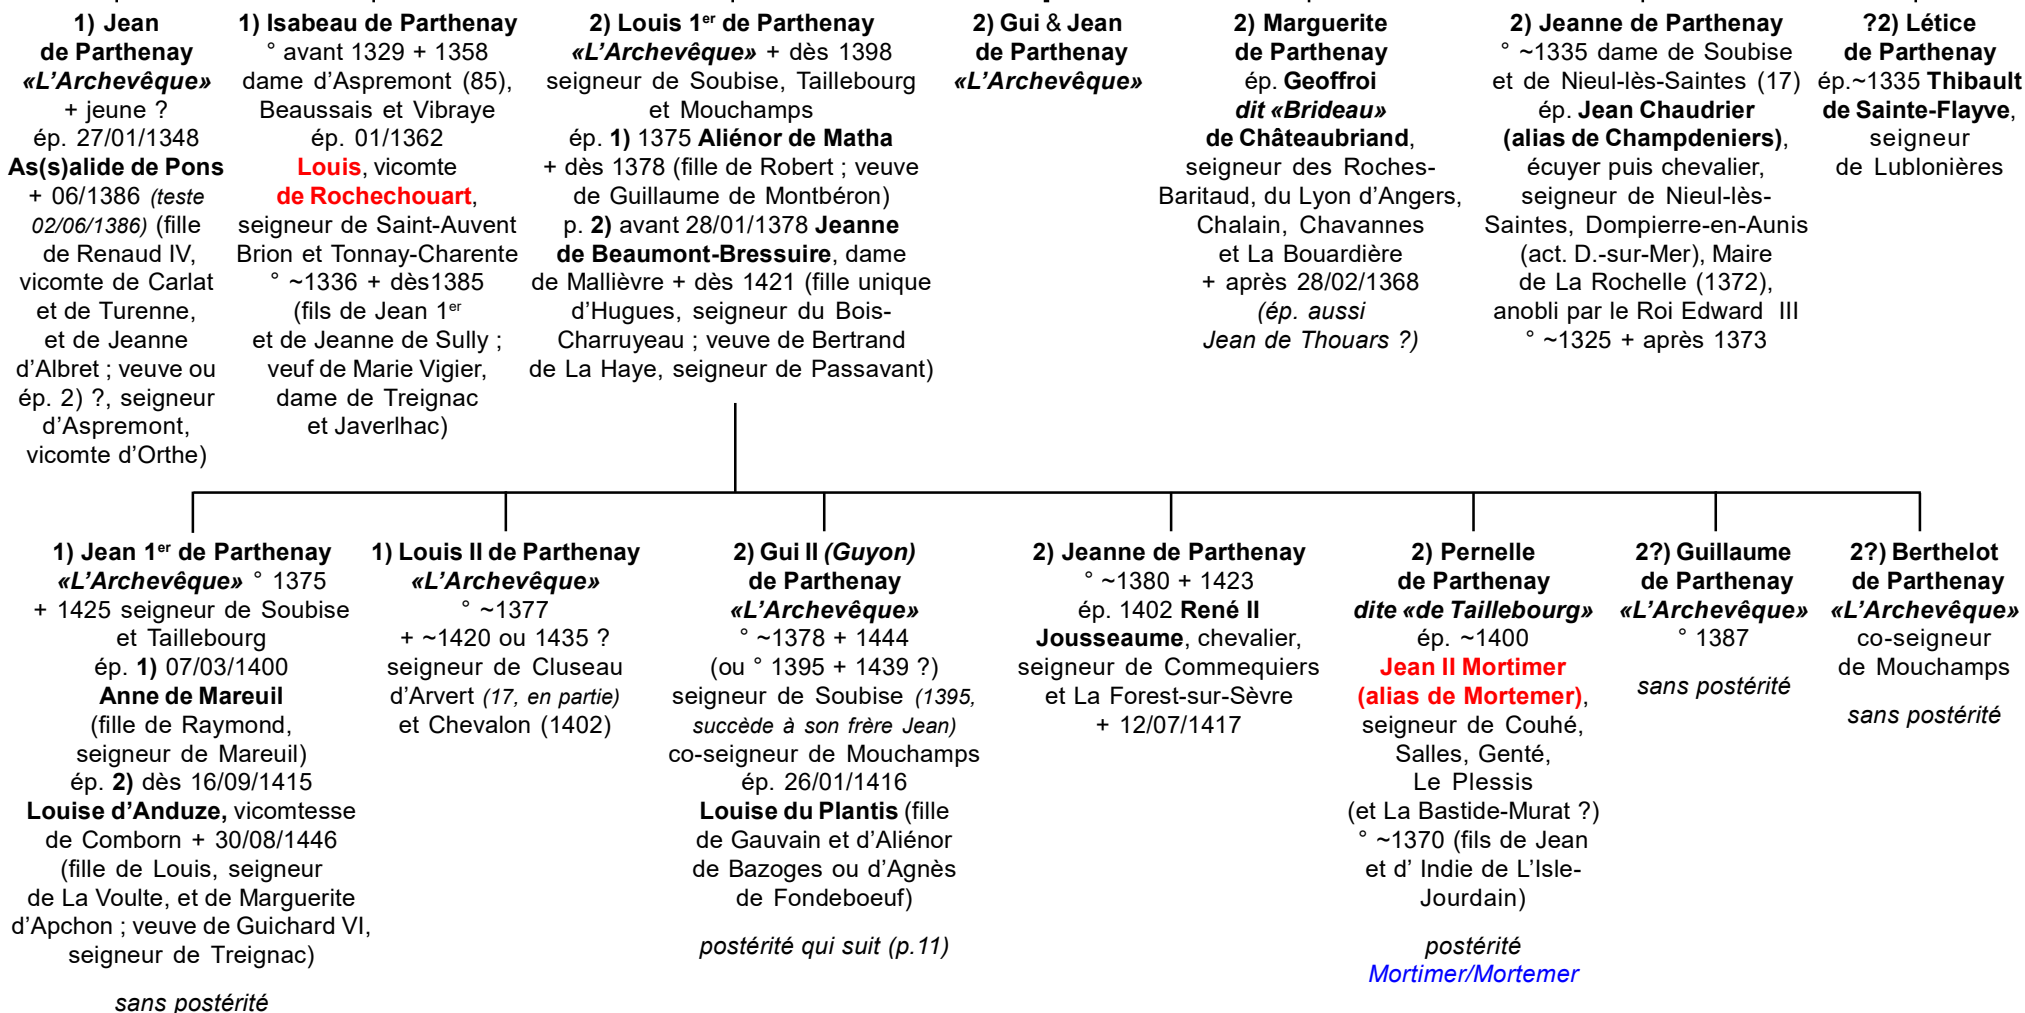 1) Jean
de Parthenay
«L'Archevêque»
+ jeune ?
ép. 27/01/1348
As(s)alide de Pons
+ 06/1386 (teste
02/06/1386) (fille
de Renaud IV,
vicomte de Carlat
et de Turenne,
et de Jeanne
d'Albret ; veuve ou
ép. 2) ?, seigneur
d'Aspremont,
vicomte d'Orthe)
1) Isabeau de Parthenay
° avant 1329 + 1358
dame d'Aspremont (85),
Beaussais et Vibraye
ép. 01/1362
Louis, vicomte
de Rochechouart,
seigneur de Saint-Auvent
Brion et Tonnay-Charente
° ~1336 + dès1385
(fils de Jean 1er
et de Jeanne de Sully ;
veuf de Marie Vigier,
dame de Treignac
et Javerlhac)
2) Louis 1er de Parthenay
«L'Archevêque» + dès 1398
seigneur de Soubise, Taillebourg
et Mouchamps
ép. 1) 1375 Aliénor de Matha
+ dès 1378 (fille de Robert ; veuve
de Guillaume de Montbéron)
p. 2) avant 28/01/1378 Jeanne
de Beaumont-Bressuire, dame
de Mallièvre + dès 1421 (fille unique
d'Hugues, seigneur du Bois-
Charruyeau ; veuve de Bertrand
de La Haye, seigneur de Passavant)
2) Gui & Jean
de Parthenay
«L'Archevêque»
2) Marguerite
de Parthenay
ép. Geoffroi
dit «Brideau»
de Châteaubriand,
seigneur des Roches-
Baritaud, du Lyon d'Angers,
Chalain, Chavannes
et La Bouardière
+ après 28/02/1368
(ép. aussi
Jean de Thouars ?)
2) Jeanne de Parthenay
° ~1335 dame de Soubise
et de Nieul-lès-Saintes (17)
ép. Jean Chaudrier
(alias de Champdeniers),
écuyer puis chevalier,
seigneur de Nieul-lès-
Saintes, Dompierre-en-Aunis
(act. D.-sur-Mer), Maire
de La Rochelle (1372),
anobli par le Roi Edward III
° ~1325 + après 1373
?2) Létice
de Parthenay
ép.~1335 Thibault
de Sainte-Flayve,
seigneur
de Lublonières
1) Jean 1er de Parthenay
«L'Archevêque» ° 1375
+ 1425 seigneur de Soubise
et Taillebourg
ép. 1) 07/03/1400
Anne de Mareuil
(fille de Raymond,
seigneur de Mareuil)
ép. 2) dès 16/09/1415
Louise d'Anduze, vicomtesse
de Comborn + 30/08/1446
(fille de Louis, seigneur
de La Voulte, et de Marguerite
d'Apchon ; veuve de Guichard VI,
seigneur de Treignac)
sans postérité
1) Louis II de Parthenay
«L'Archevêque»
° ~1377
+ ~1420 ou 1435 ?
seigneur de Cluseau
d'Arvert (17, en partie)
et Chevalon (1402)
2) Gui II (Guyon)
de Parthenay
«L'Archevêque»
° ~1378 + 1444
(ou ° 1395 + 1439 ?)
seigneur de Soubise (1395,
succède à son frère Jean)
co-seigneur de Mouchamps
ép. 26/01/1416
Louise du Plantis (fille
de Gauvain et d'Aliénor
de Bazoges ou d'Agnès
de Fondeboeuf)
postérité qui suit (p.11)
2) Jeanne de Parthenay
° ~1380 + 1423
ép. 1402 René II
Jousseaume, chevalier,
seigneur de Commequiers
et La Forest-sur-Sèvre
+ 12/07/1417
2) Pernelle
de Parthenay
dite «de Taillebourg»
ép. ~1400
Jean II Mortimer
(alias de Mortemer),
seigneur de Couhé,
Salles, Genté,
Le Plessis
(et La Bastide-Murat ?)
° ~1370 (fils de Jean
et d' Indie de L'Isle-
Jourdain)
postérité
Mortimer/Mortemer
2?) Guillaume
de Parthenay
«L'Archevêque»
° 1387
sans postérité
2?) Berthelot
de Parthenay
«L'Archevêque»
co-seigneur
de Mouchamps
sans postérité